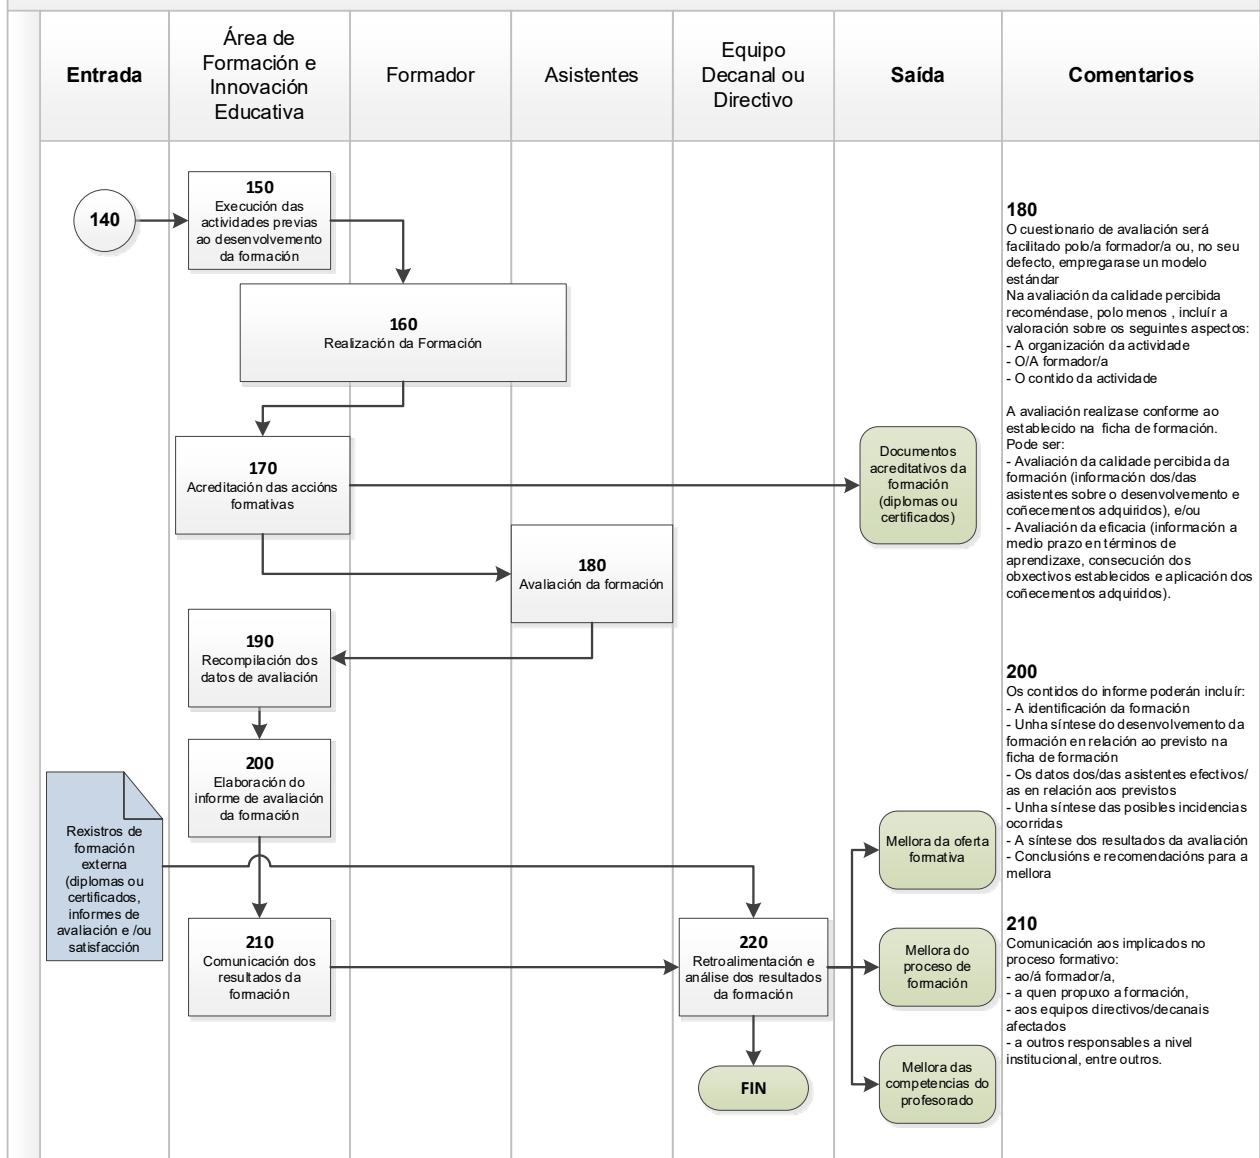 Entrada
Área de
Formación e
Innovación
Educativa
Formador
Asistentes
Equipo
Decanal ou
Directivo
Saída
Comentarios
140
150
Execución das
actividades previas
ao desenvolvemento
da formación
160
Realización da Formación
170
Acreditación das accións
formativas
Documentos
acreditativos da
formación
(diplomas ou
certificados)
180
Avaliación da formación
190
Recompilación dos
datos de avaliación
200
Elaboración do
informe de avaliación
da formación
Rexistros de
formación
externa
(diplomas ou
certificados,
informes de
avaliación e /ou
satisfacción
210
Comunicación dos
resultados da
formación
220
Retroalimentación e
análise dos resultados
da formación
FIN
Mellora da oferta
formativa
Mellora do
proceso de
formación
Mellora das
competencias do
profesorado
180
O cuestionario de avaliación será
facilitado polo/a formador/a ou, no seu
defecto, empregarase un modelo
estándar
Na avaliación da calidade percibida
recoméndase, polo menos , incluír a
valoración sobre os seguintes aspectos:
- A organización da actividade
- O/A formador/a
- O contido da actividade
A avaliación realizase conforme ao
establecido na ficha de formación.
Pode ser:
- Avaliación da calidade percibida da
formación (información dos/das
asistentes sobre o desenvolvemento e
coñecementos adquiridos), e/ou
- Avaliación da eficacia (información a
medio prazo en términos de
aprendizaxe, consecución dos
obxectivos establecidos e aplicación dos
coñecementos adquiridos).
200
Os contidos do informe poderán incluír:
- A identificación da formación
- Unha síntese do desenvolvemento da
formación en relación ao previsto na
ficha de formación
- Os datos dos/das asistentes efectivos/
as en relación aos previstos
- Unha síntese das posibles incidencias
ocorridas
- A síntese dos resultados da avaliación
- Conclusións e recomendacións para a
mellora
210
Comunicación aos implicados no
proceso formativo:
- ao/á formador/a,
- a quen propuxo a formación,
- aos equipos directivos/decanais
afectados
- a outros responsables a nivel
institucional, entre outros.